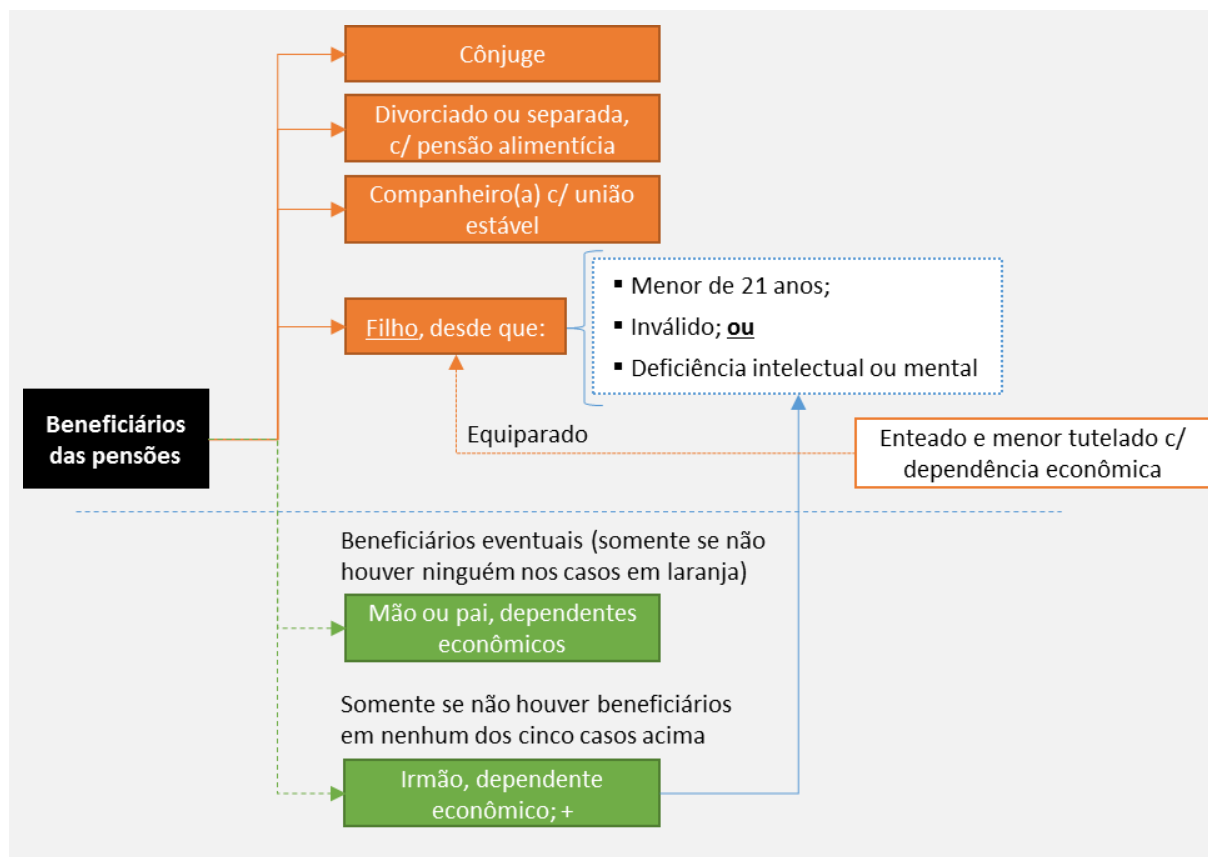 Cônjuge
Divorciado ou separada,
c/ pensão alimentícia
Companheiro(a) c/ união
estável
Filho, desde que:
▪ Menor de 21 anos;
▪ Inválido; ou
▪ Deficiência intelectual ou mental
Beneficiários
das pensões
Equiparado
Enteado e menor tutelado c/
dependência econômica
Beneficiários eventuais (somente se não
houver ninguém nos casos em laranja)
Mão ou pai, dependentes
econômicos
Somente se não houver beneficiários
em nenhum dos cinco casos acima
Irmão, dependente
econômico; +